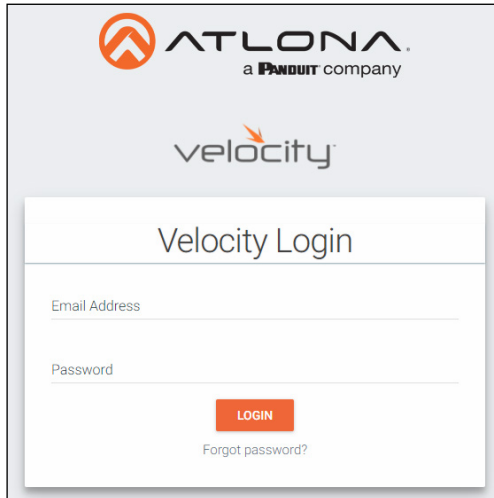 ATLONA.
a PANDUIT company
velocity
Velocity Login
Email Address
Password
LOGIN
Forgot password?